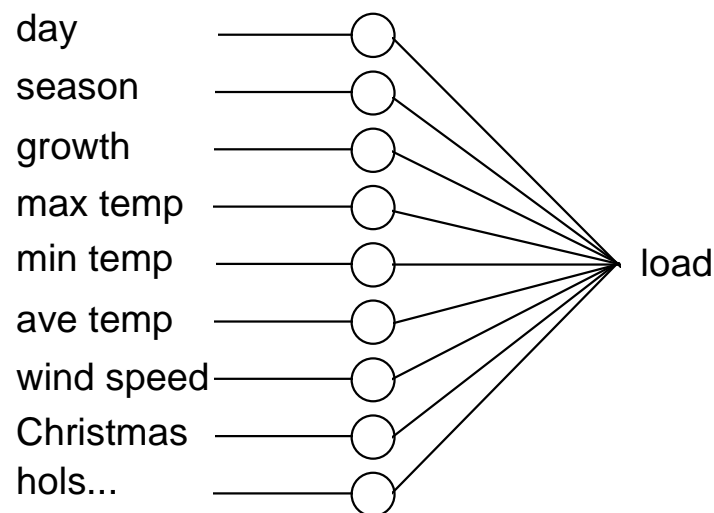 day
season
growth
max temp
min temp
load
ave temp
wind speed
Christmas
hols...